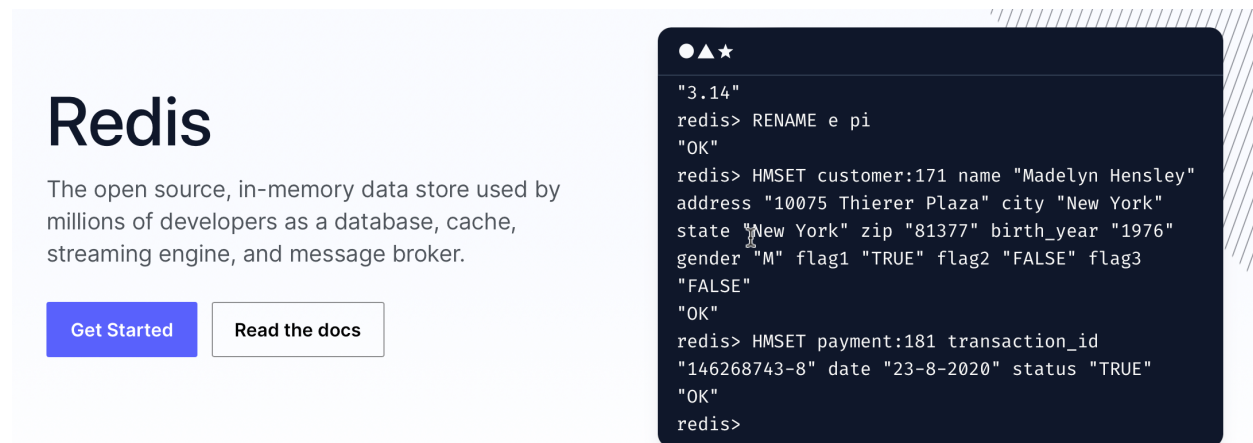 Redis
The open source, in-memory data store used by
millions of developers as a database, cache,
streaming engine, and message broker.
Get Started
Read the docs
"3.14"
redis> RENAME e pi
"OK"
redis> HMSET customer:171 name "Madelyn Hensley"
address "10075 Thierer Plaza" city "New York"
state "New York" zip "81377" birth_year "1976"
gender "M" flag1 "TRUE" flag2 "FALSE" flag3
"FALSE"
"OK"
redis> HMSET payment:181 transaction_id
"146268743-8" date "23-8-2020" status "TRUE"
"OK"
redis>